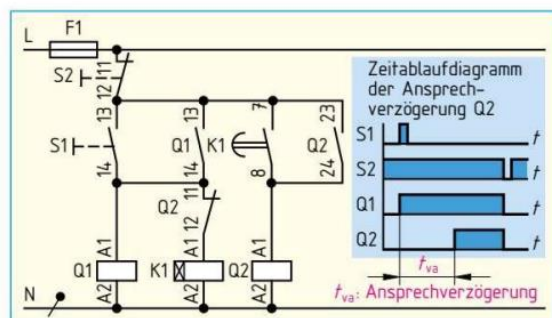 L
F1
S2
11
12
13
S1
14
13
Q1
14
K1
7
8
Q2
23
24
Q2
11
12
A1
Q1
A2
A1
K1
A2
A1
Q2
A2
N
Zeitablaufdiagramm
der Ansprech-
verzögerung Q2
S1
t
S2
t
Q1
t
Q2
t
tva
tva: Ansprechverzögerung